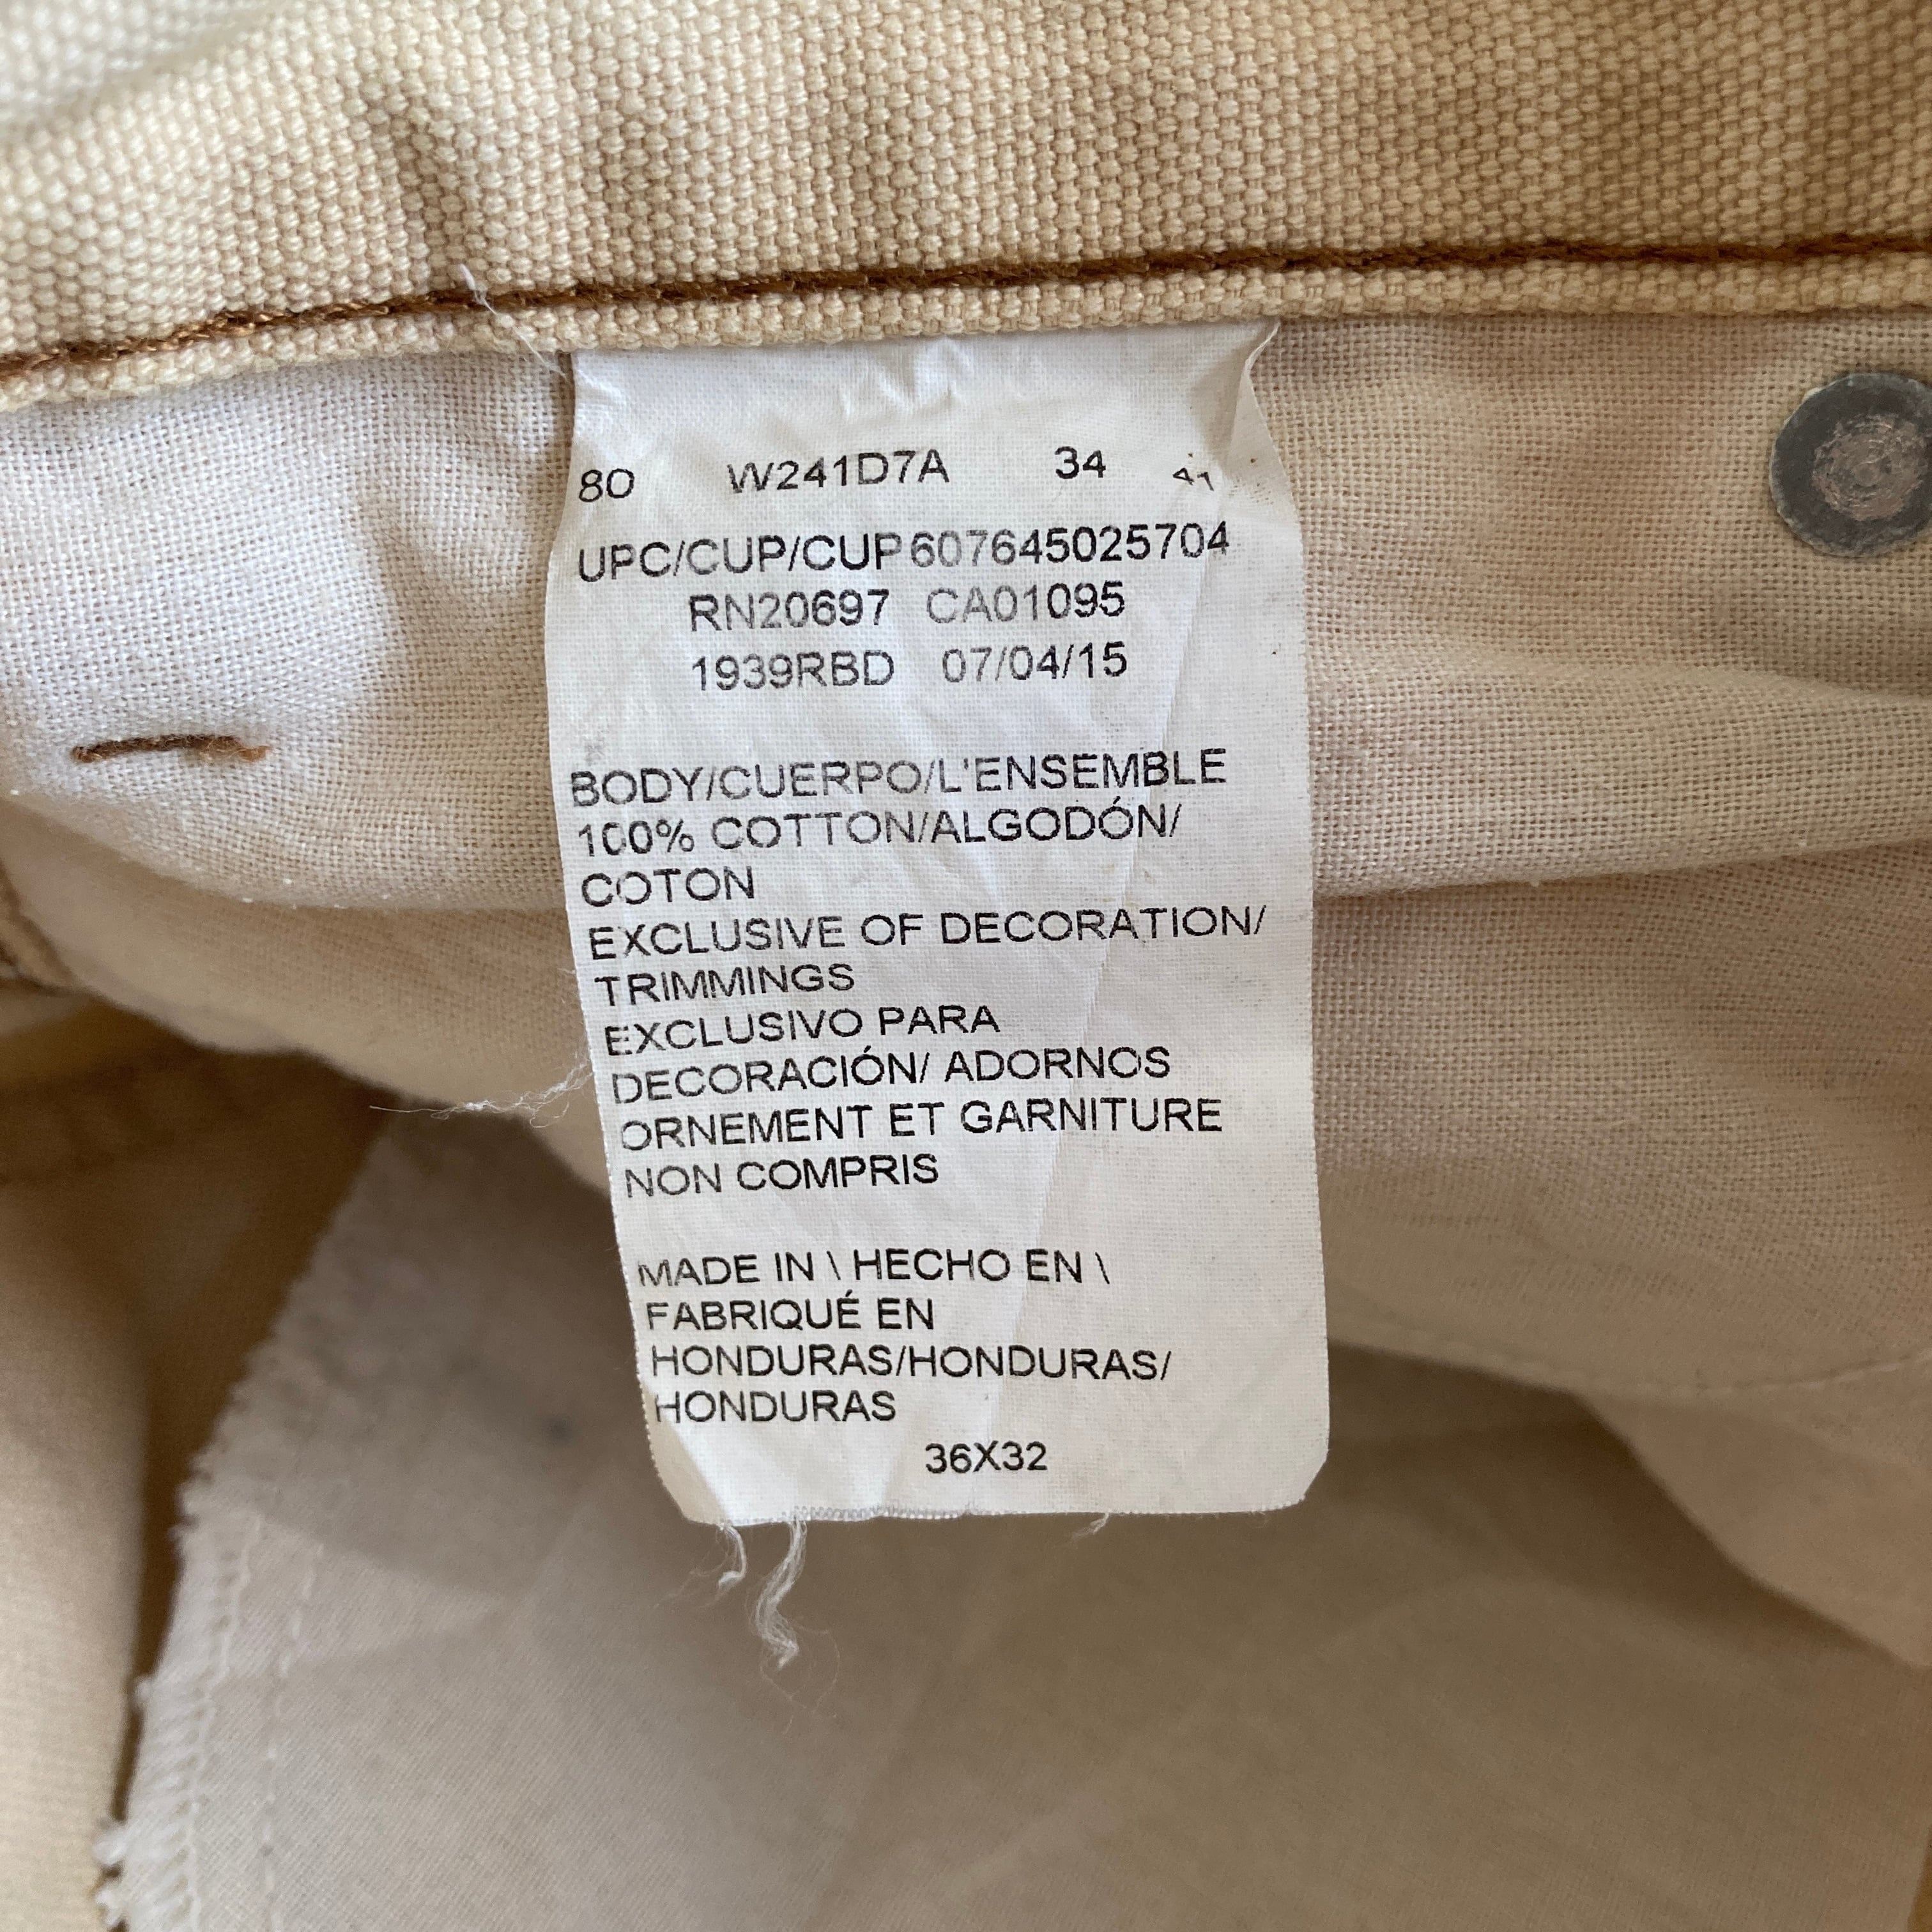 80 W241D7A 34 41
UPC/CUP/CUP607645025704
RN20697 CA01095
1939RBD 07/04/15
BODY/CUERPO/L'ENSEMBLE
100% COTTON/ALGODÓN/
COTON
EXCLUSIVE OF DECORATION/
TRIMMINGS
EXCLUSIVO PARA
DECORACIÓN/ ADORNOS
ORNEMENT ET GARNITURE
NON COMPRIS
MADE IN \ HECHO EN \
FABRIQUÉ EN
HONDURAS/HONDURAS/
HONDURAS
36X32